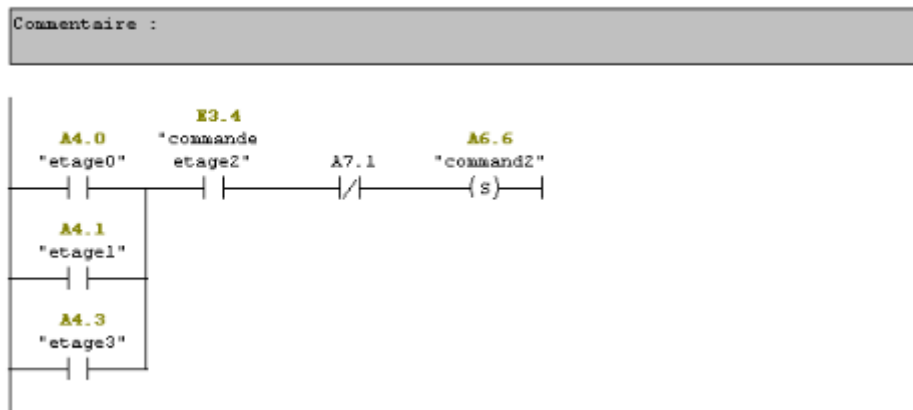 Commentaire :
E3.4
A4.0 "commande A6.6
"etage0" etage2" A7.1 "command2"
(S)
A4.1
"etage1"
A4.3
"etage3"